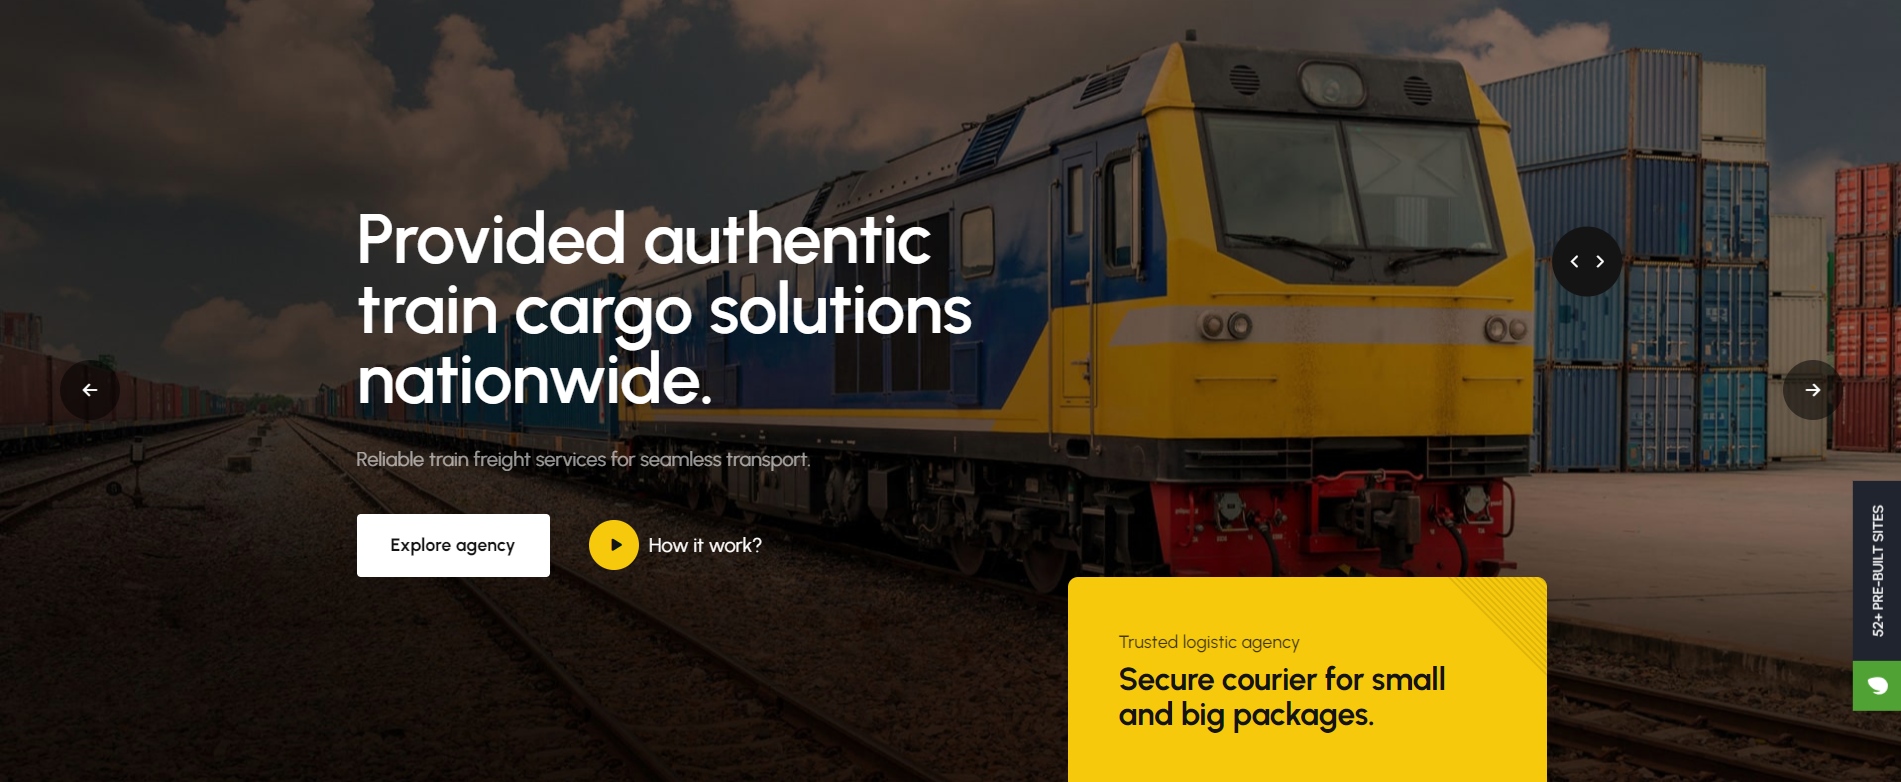 Provided authentic
train cargo solutions
nationwide.
Reliable train freight services for seamless transport.
Explore agency
How it work?
Trusted logistic agency
Secure courier for small
and big packages.
52+ PRE-BUILT SITES